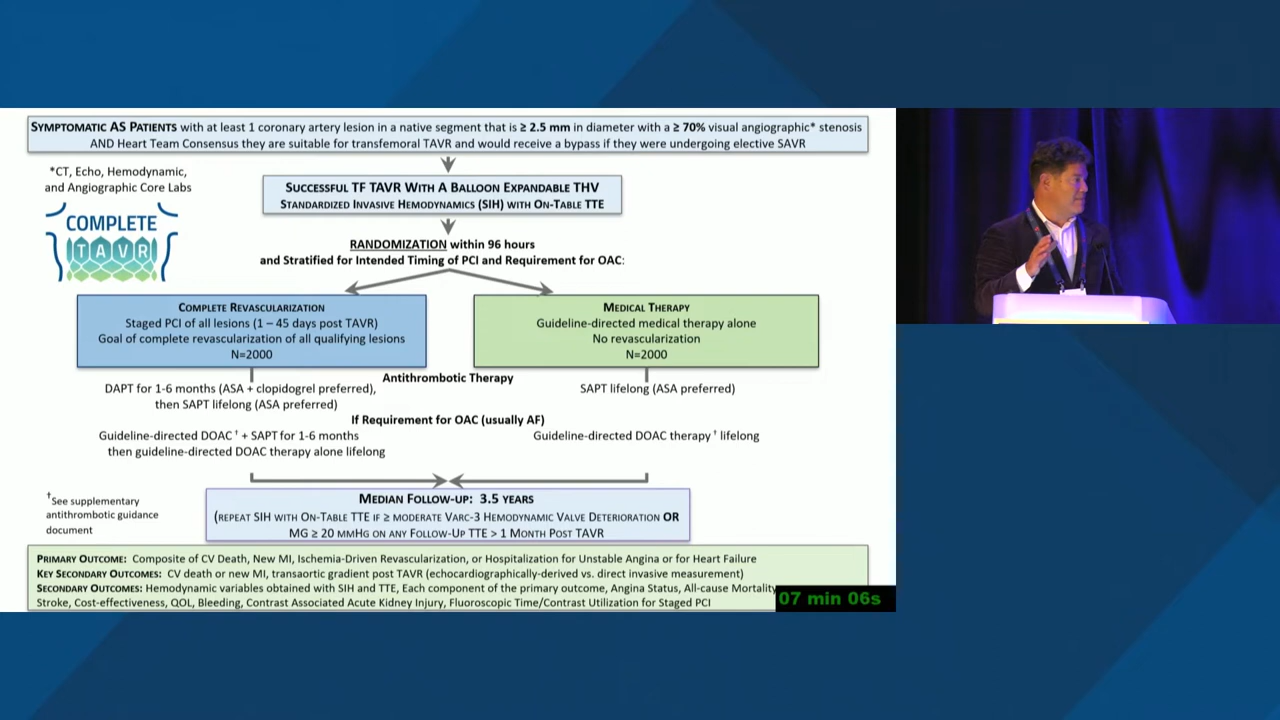 SYMPTOMATIC AS PATIENTS with at least 1 coronary artery lesion in a native segment that is ≥ 2.5 mm in diameter with a ≥ 70% visual angiographic* stenosis
AND Heart Team Consensus they are suitable for transfemoral TAVR and would receive a bypass if they were undergoing elective SAVR
*CT, Echo, Hemodynamic,
and Angiographic Core Labs
COMPLETE
TAVR
SUCCESSFUL TF TAVR WITH A BALLOON EXPANDABLE THV
STANDARDIZED INVASIVE HEMODYNAMICS (SIH) WITH ON-TABLE TTE
RANDOMIZATION within 96 hours
and Stratified for Intended Timing of PCI and Requirement for OAC:
COMPLETE REVASCULARIZATION
Staged PCI of all lesions (1 – 45 days post TAVR)
Goal of complete revascularization of all qualifying lesions
N=2000
MEDICAL THERAPY
Guideline-directed medical therapy alone
No revascularization
N=2000
Antithrombotic Therapy
DAPT for 1-6 months (ASA + clopidogrel preferred),
then SAPT lifelong (ASA preferred)
SAPT lifelong (ASA preferred)
If Requirement for OAC (usually AF)
Guideline-directed DOAC † + SAPT for 1-6 months
then guideline-directed DOAC therapy alone lifelong
Guideline-directed DOAC therapy † lifelong
†See supplementary
antithrombotic guidance
document
MEDIAN FOLLOW-UP: 3.5 YEARS
(REPEAT SIH WITH ON-TABLE TTE IF ≥ MODERATE VARC-3 HEMODYNAMIC VALVE DETERIORATION OR
MG ≥ 20 MMHG ON ANY FOLLOW-UP TTE > 1 MONTH POST TAVR
PRIMARY OUTCOME: Composite of CV Death, New MI, Ischemia-Driven Revascularization, or Hospitalization for Unstable Angina or for Heart Failure
KEY SECONDARY OUTCOMES: CV death or new MI, transaortic gradient post TAVR (echocardiographically-derived vs. direct invasive measurement)
SECONDARY OUTCOMES: Hemodynamic variables obtained with SIH and TTE, Each component of the primary outcome, Angina Status, All-cause Mortality
Stroke, Cost-effectiveness, QOL, Bleeding, Contrast Associated Acute Kidney Injury, Fluoroscopic Time/Contrast Utilization for Staged PCI
07 min 06s